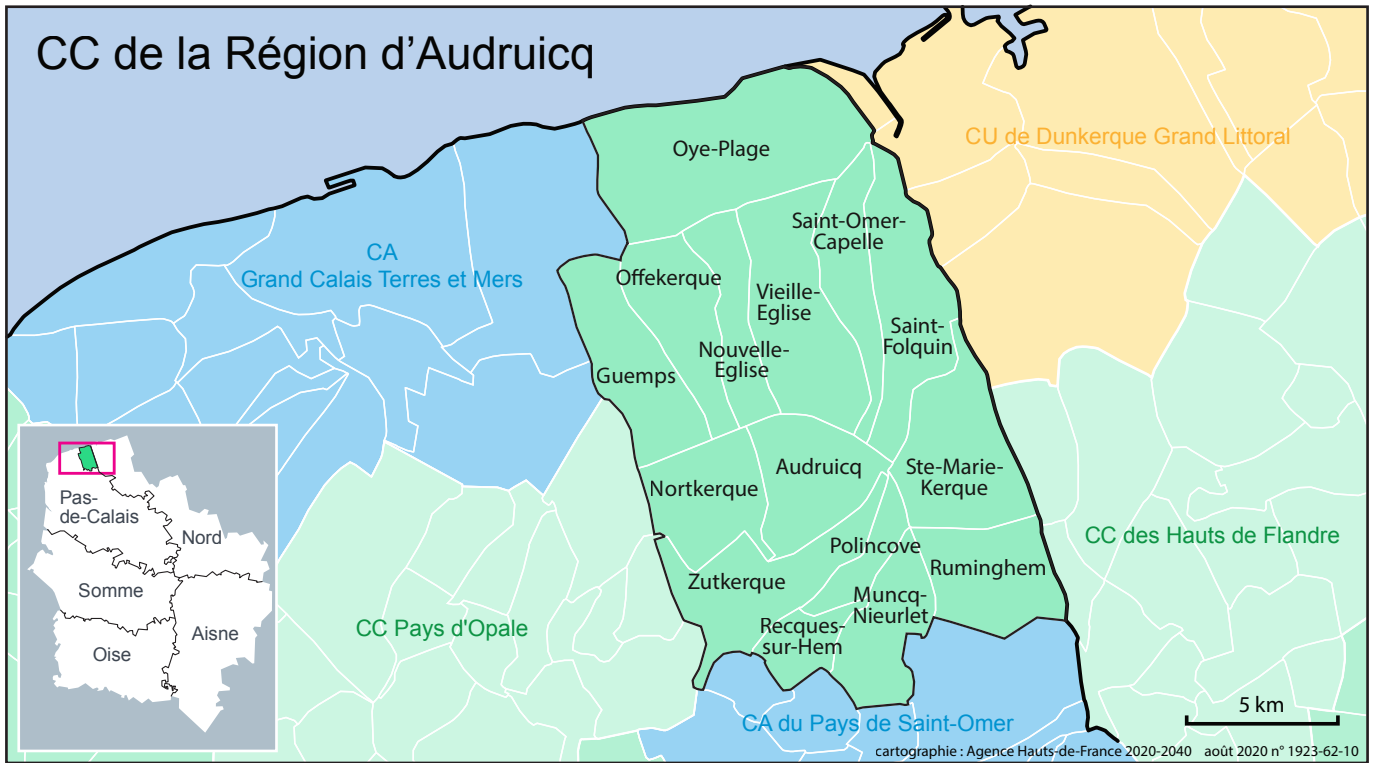 CC de la Région d'Audruicq
CU de Dunkerque Grand Littoral
Oye-Plage
Saint-Omer-
Capelle
CA
Grand Calais Terres et Mers
Offekerque
Vieille-
Eglise
Saint-
Folquin
Nouvelle-
Eglise
Guemps
Audruicq
Ste-Marie-
Kerque
Nortkerque
Polincove
CC des Hauts de Flandre
Ruminghem
Zutkerque
Muncq-
Nieurlet
CC Pays d'Opale
Recques-
sur-Hem
CA du Pays de Saint-Omer
Pas-
de-Calais
Nord
Somme
Aisne
Oise
5 km
cartographie : Agence Hauts-de-France 2020-2040 août 2020 n° 1923-62-10